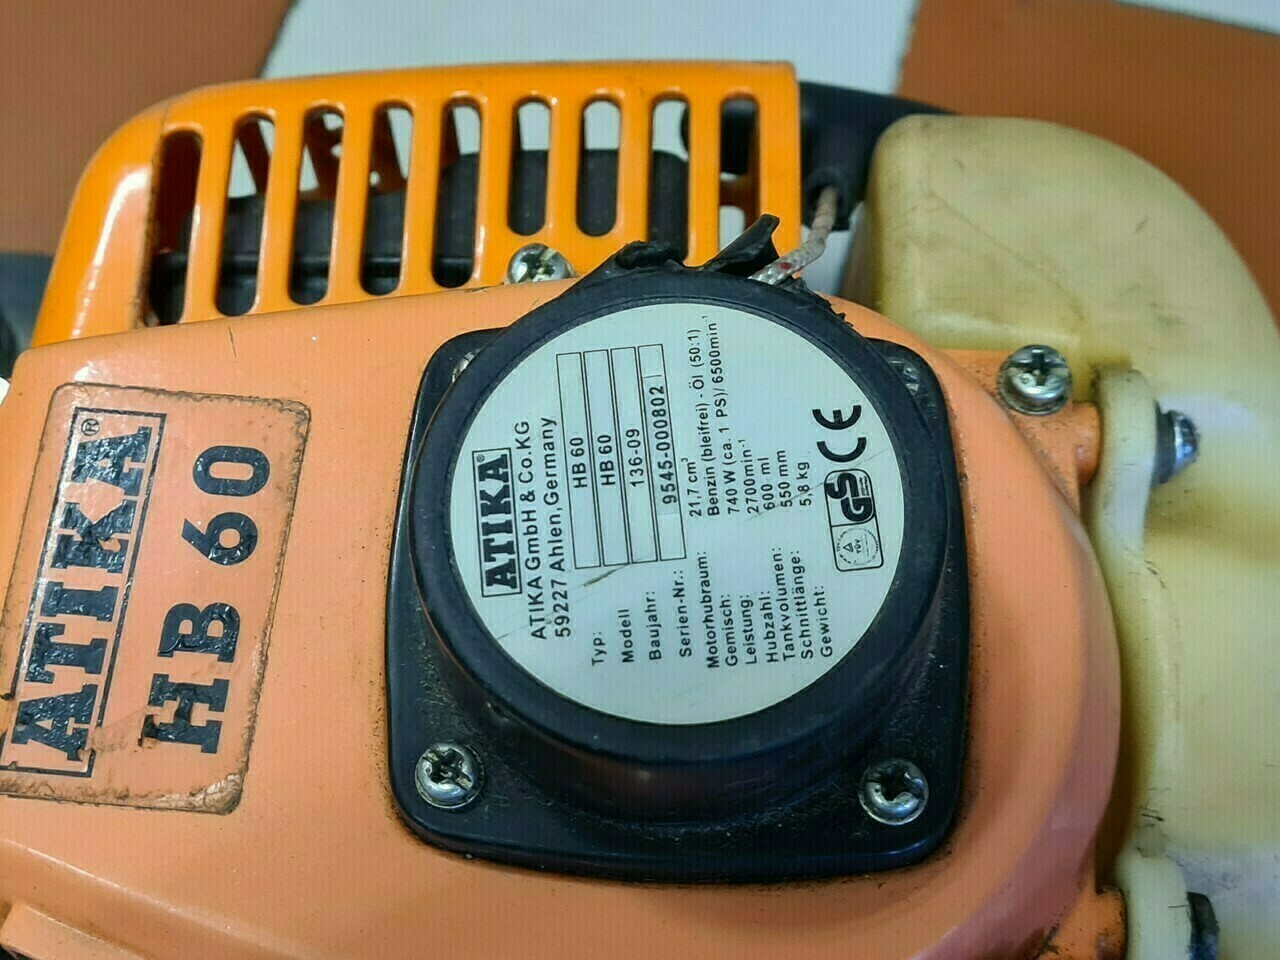 ATIKA®
HB 60
ATIKA
ATIKA GmbH & Co.KG
59227 Ahlen,Germany
Typ: HB 60
Modell HB 60
Baujahr: 136-09
Serien-Nr.: 9545-000802
Motorhubraum: 21,7 cm³
Gemisch: Benzin (bleifrei) - Öl (50:1)
Leistung: 740W (ca. 1 PS)/ 6500min⁻¹
Hubzahl: 2700min⁻¹
Tankvolumen: 600 ml
Schnittlänge: 550 mm
Gewicht: 5,8 kg
TÜV GS CE